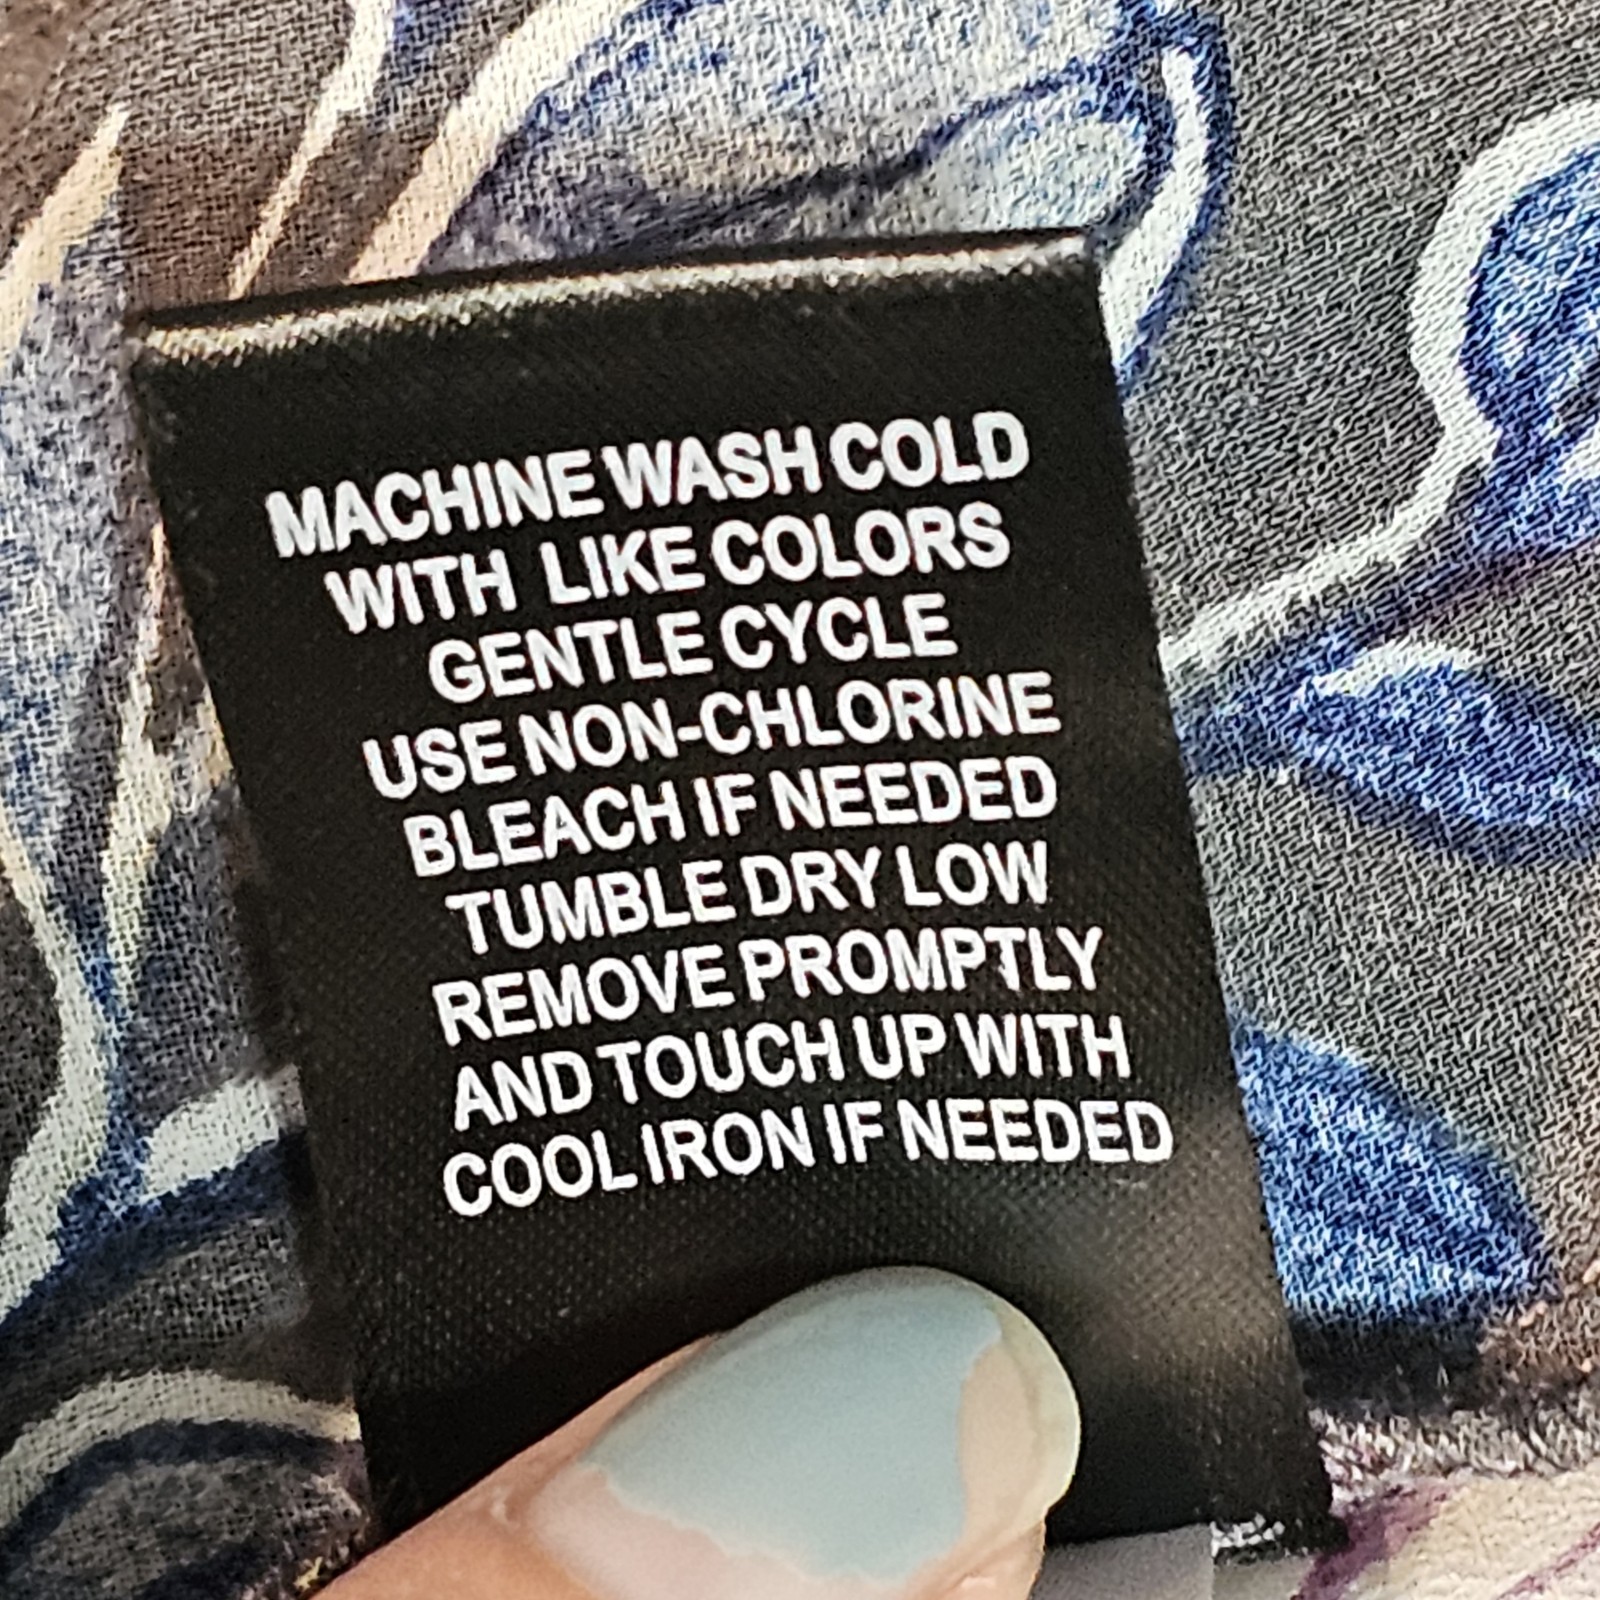 MACHINE WASH COLD
WITH LIKE COLORS
GENTLE CYCLE
USE NON-CHLORINE
BLEACH IF NEEDED
TUMBLE DRY LOW
REMOVE PROMPTLY
AND TOUCH UP WITH
COOL IRON IF NEEDED